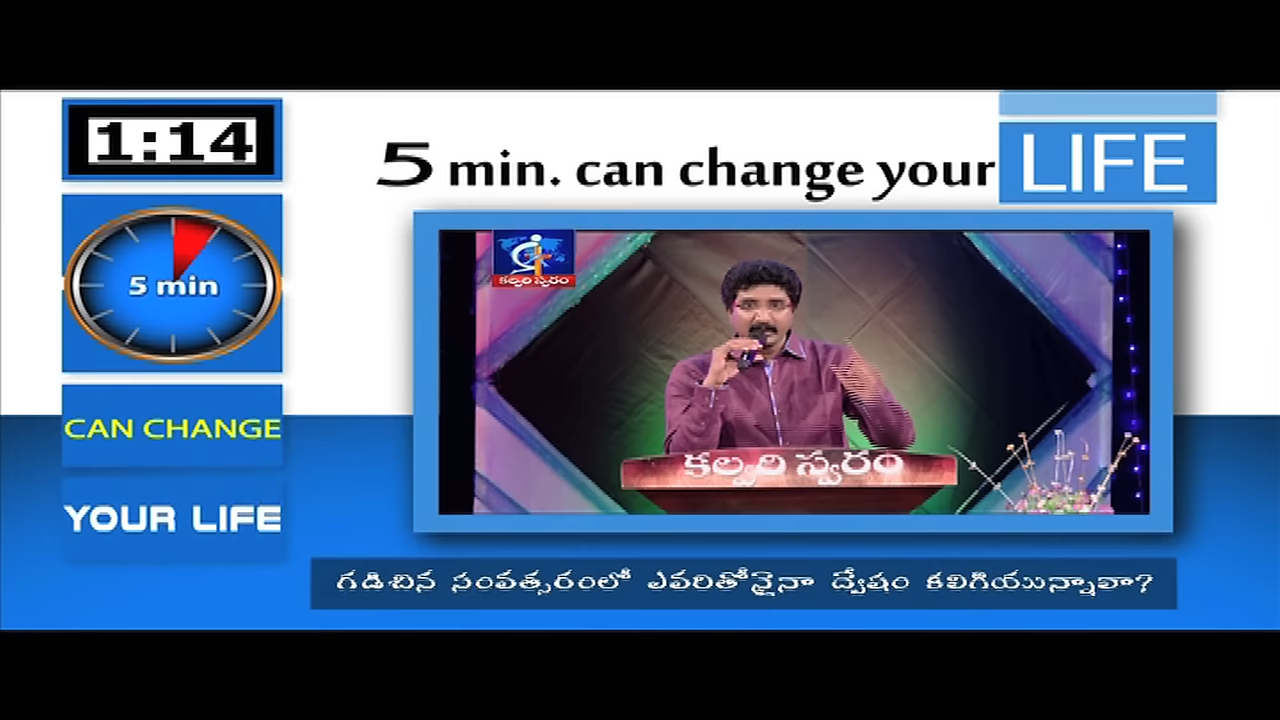 1:14
5 min. can change your LIFE
5 min
CAN CHANGE
YOUR LIFE
కల్వరి స్వరం
కల్వరి స్వరం
గడిచిన సంవత్సరంలో ఎవరితోనైనా ద్వేషం కలిగియున్నావా?